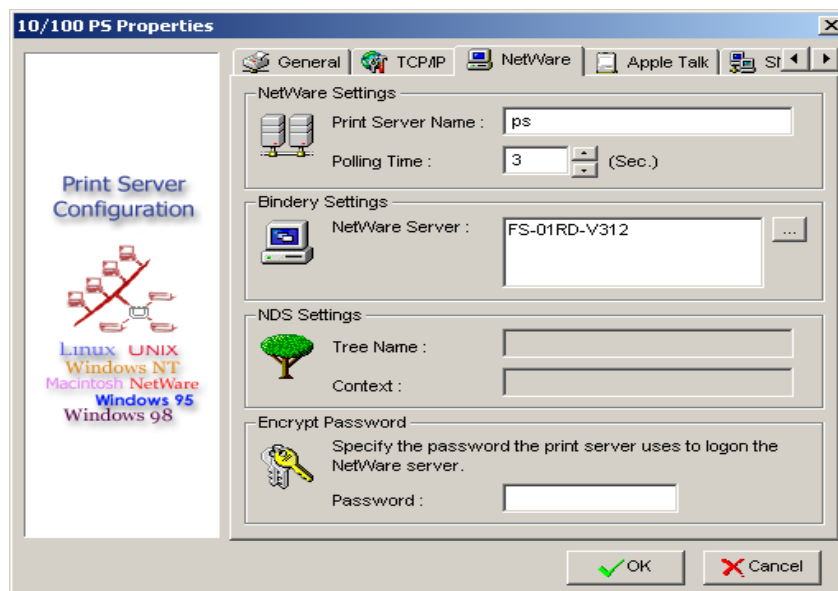 10/100 PS Properties
General TCP/IP NetWare Apple Talk
Print Server
Configuration
Linux UNIX
Windows NT
Macintosh NetWare
Windows 95
Windows 98
NetWare Settings
Print Server Name : ps
Polling Time : 3 (Sec.)
Bindery Settings
NetWare Server : FS-01RD-V312 ...
NDS Settings
Tree Name :
Context :
Encrypt Password
Specify the password the print server uses to logon the
NetWare server.
Password :
OK Cancel